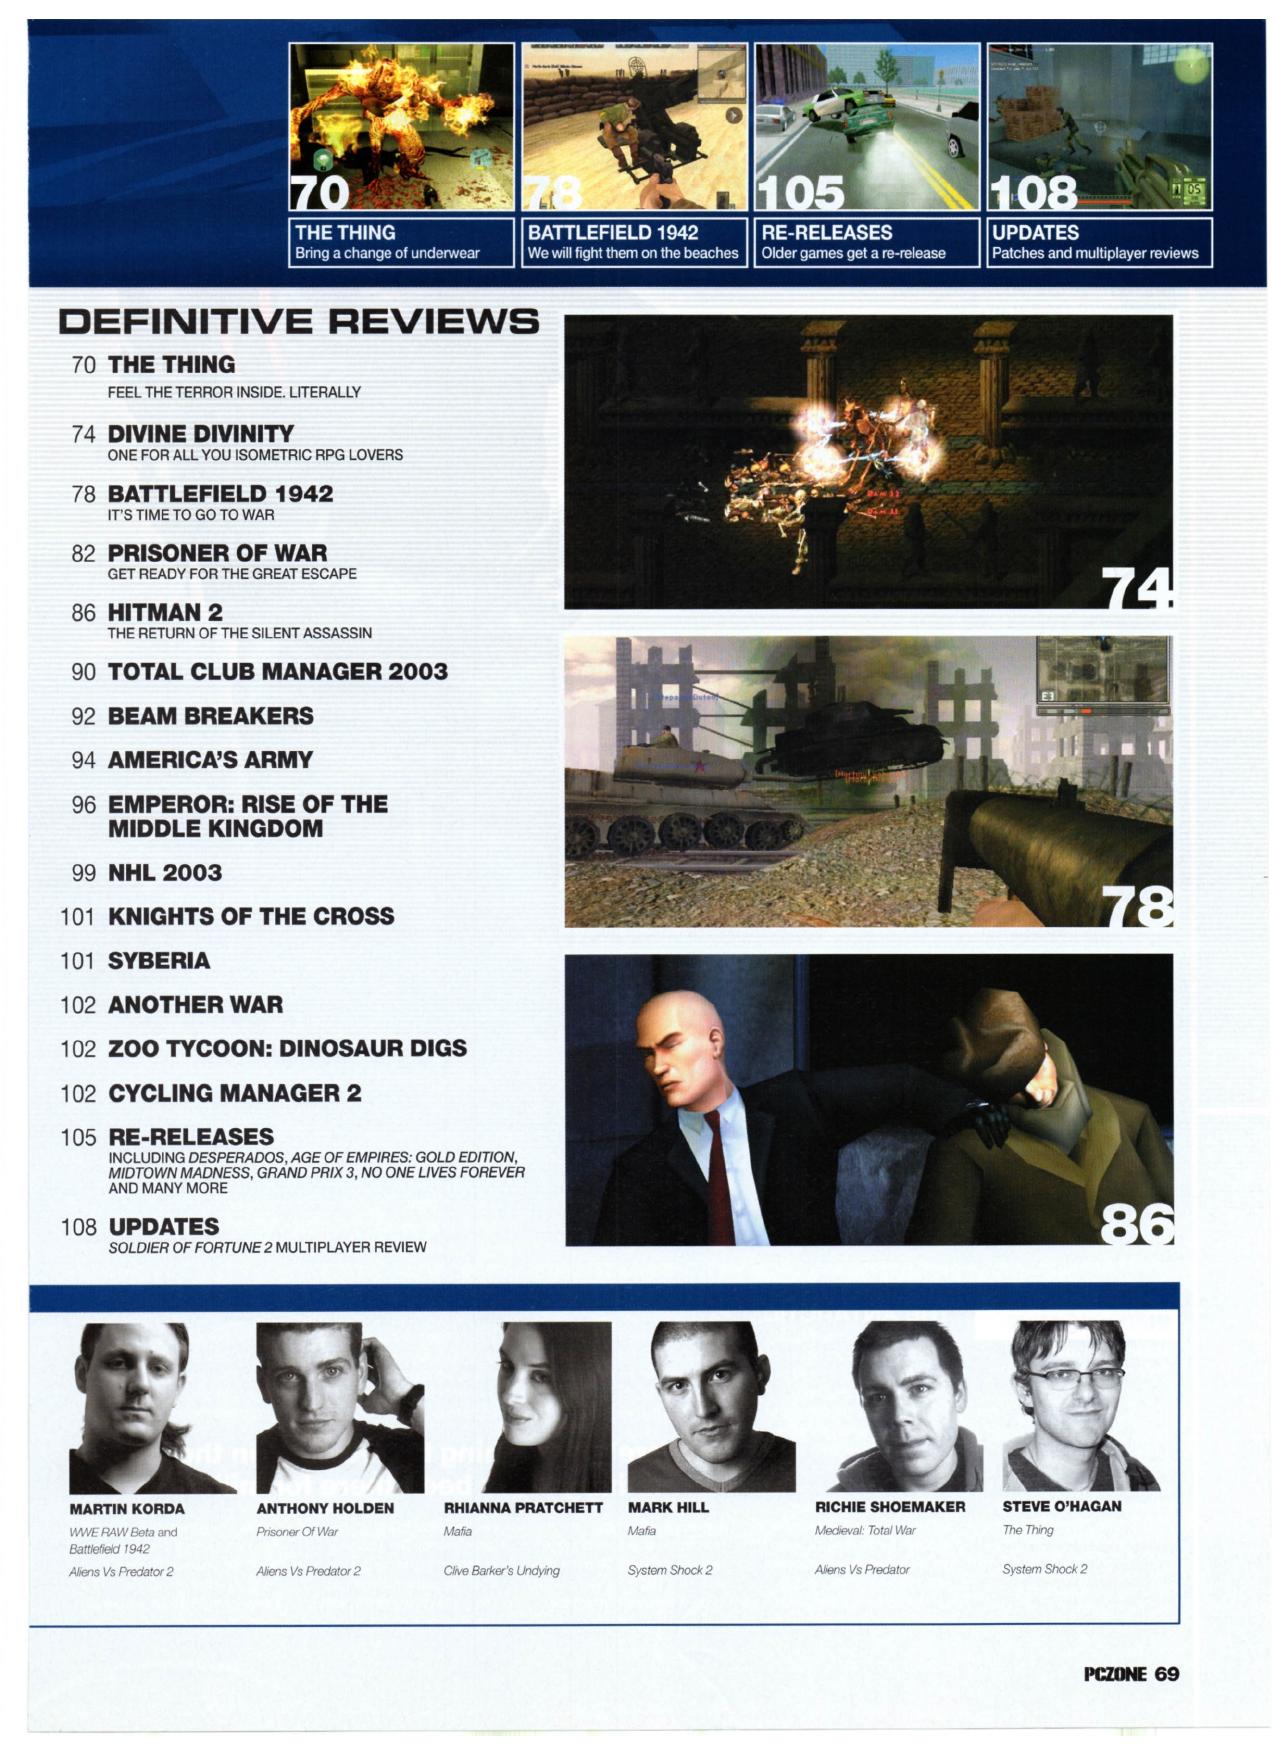 70
78
105
108
THE THING
Bring a change of underwear
BATTLEFIELD 1942
We will fight them on the beaches
RE-RELEASES
Older games get a re-release
UPDATES
Patches and multiplayer reviews
DEFINITIVE REVIEWS
70 THE THING
FEEL THE TERROR INSIDE. LITERALLY
74 DIVINE DIVINITY
ONE FOR ALL YOU ISOMETRIC RPG LOVERS
78 BATTLEFIELD 1942
IT'S TIME TO GO TO WAR
82 PRISONER OF WAR
GET READY FOR THE GREAT ESCAPE
86 HITMAN 2
THE RETURN OF THE SILENT ASSASSIN
90 TOTAL CLUB MANAGER 2003
92 BEAM BREAKERS
94 AMERICA'S ARMY
96 EMPEROR: RISE OF THE
MIDDLE KINGDOM
99 NHL 2003
101 KNIGHTS OF THE CROSS
101 SYBERIA
102 ANOTHER WAR
102 ZOO TYCOON: DINOSAUR DIGS
102 CYCLING MANAGER 2
105 RE-RELEASES
INCLUDING DESPERADOS, AGE OF EMPIRES: GOLD EDITION,
MIDTOWN MADNESS, GRAND PRIX 3, NO ONE LIVES FOREVER
AND MANY MORE
108 UPDATES
SOLDIER OF FORTUNE 2 MULTIPLAYER REVIEW
74
78
86
MARTIN KORDA
WWE RAW Beta and
Battlefield 1942
Aliens Vs Predator 2
ANTHONY HOLDEN
Prisoner Of War
Aliens Vs Predator 2
RHIANNA PRATCHETT
Mafia
Clive Barker's Undying
MARK HILL
Mafia
System Shock 2
RICHIE SHOEMAKER
Medieval: Total War
Aliens Vs Predator
STEVE O'HAGAN
The Thing
System Shock 2
PCZONE 69